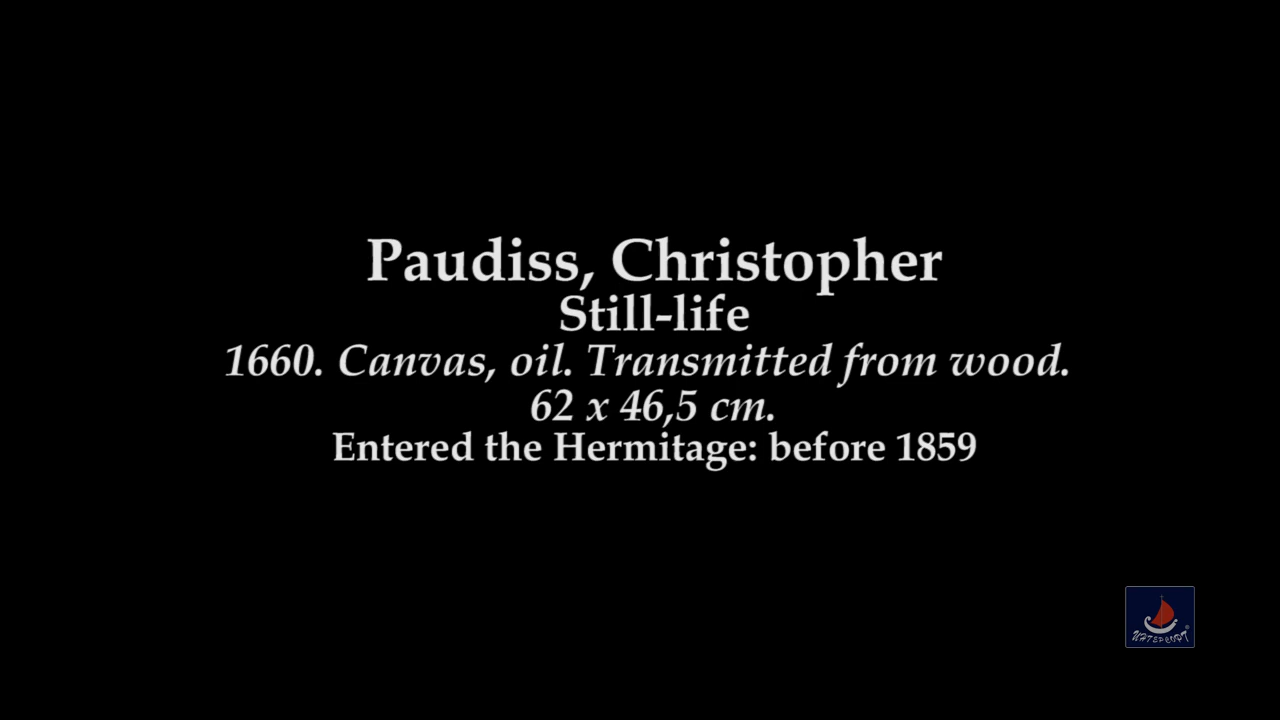 Paudiss, Christopher
Still-life
1660. Canvas, oil. Transmitted from wood.
62 x 46,5 cm.
Entered the Hermitage: before 1859